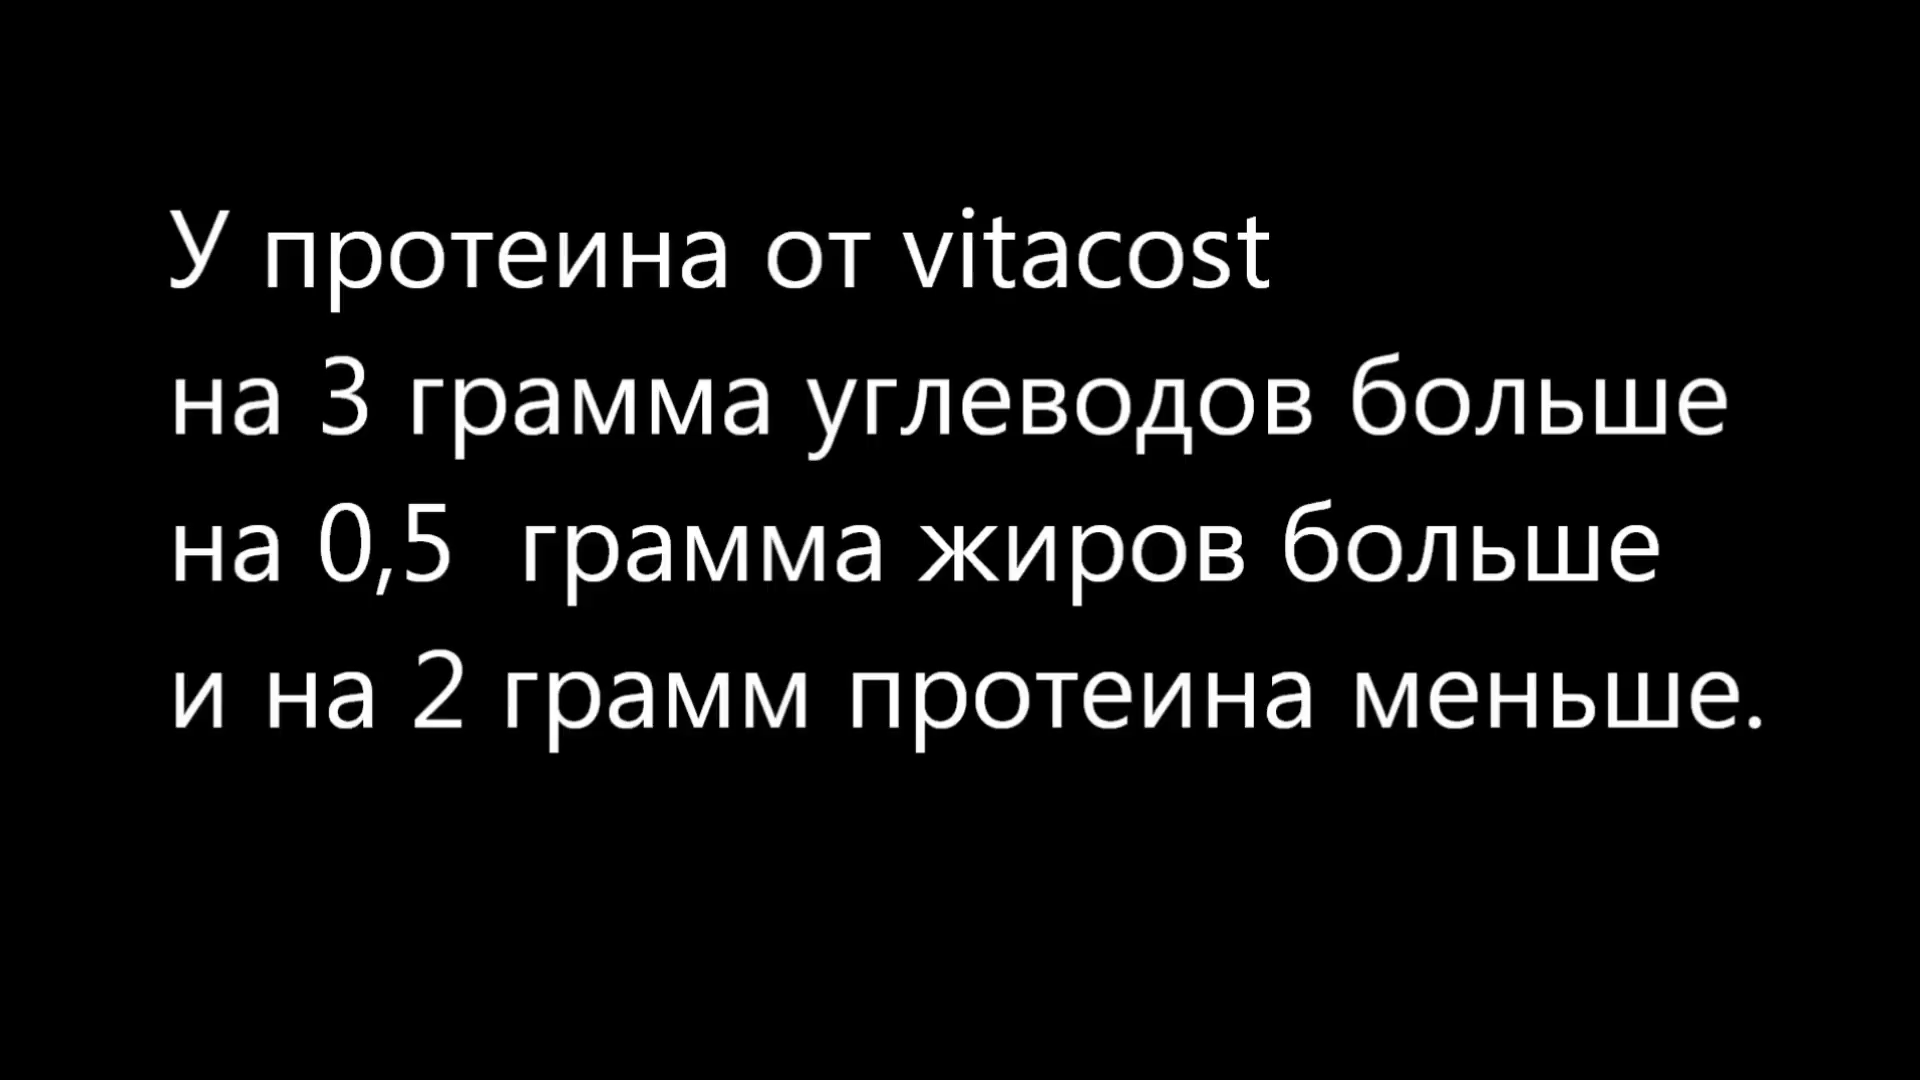 У протеина от vitacost
на 3 грамма углеводов больше
на 0,5 грамма жиров больше
и на 2 грамм протеина меньше.